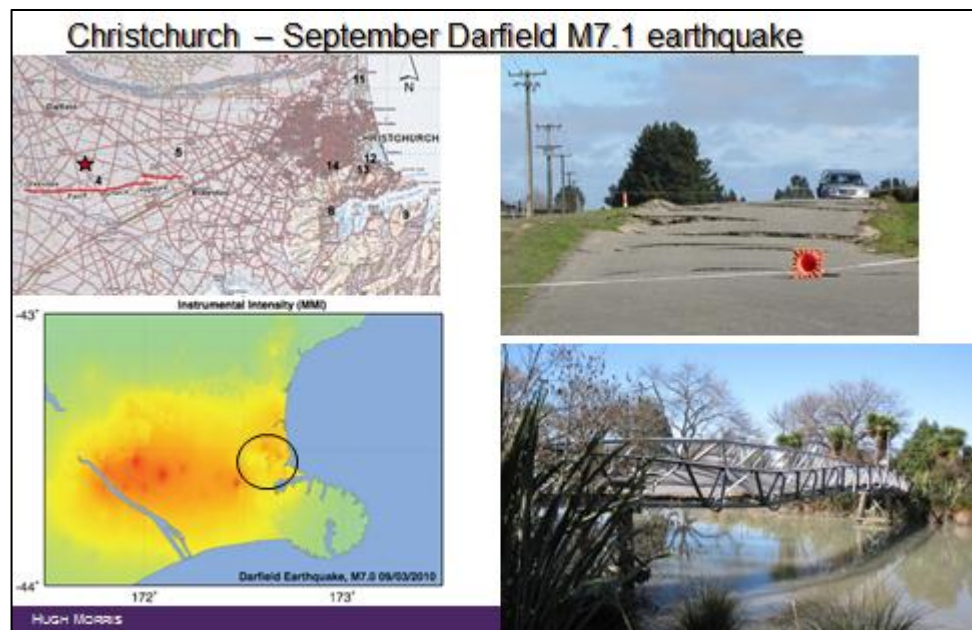 Christchurch – September Darfield M7.1 earthquake
11
N
CHRISTCHURCH
5
14
12
13
4
8
9
Instrumental Intensity (MMI)
-43°
-44°
Darfield Earthquake, M7.0 09/03/2010
172°
173°
HUGH MORRIS